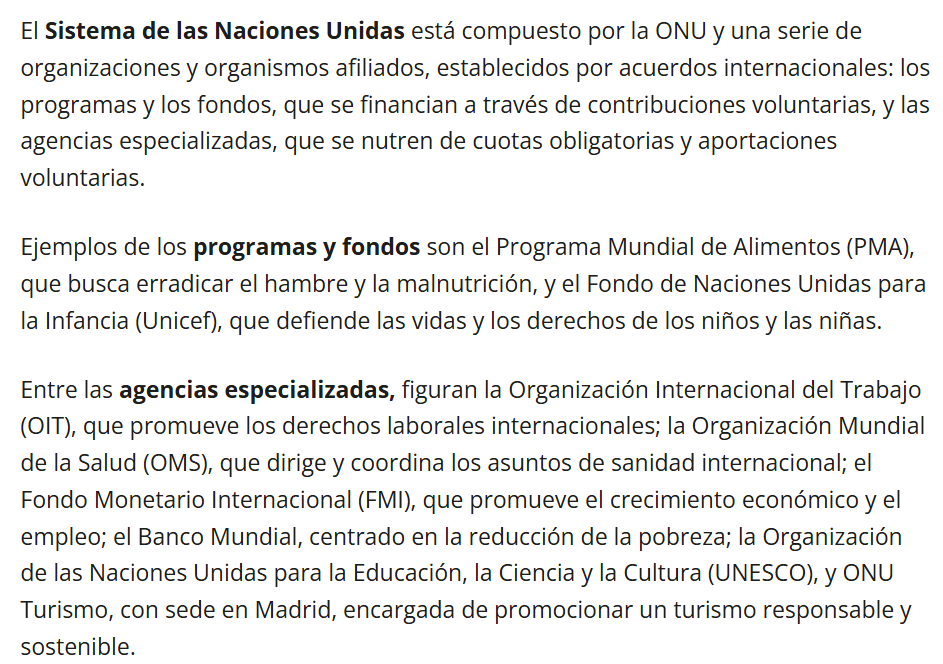 El Sistema de las Naciones Unidas está compuesto por la ONU y una serie de
organizaciones y organismos afiliados, establecidos por acuerdos internacionales: los
programas y los fondos, que se financian a través de contribuciones voluntarias, y las
agencias especializadas, que se nutren de cuotas obligatorias y aportaciones
voluntarias.
Ejemplos de los programas y fondos son el Programa Mundial de Alimentos (PMA),
que busca erradicar el hambre y la malnutrición, y el Fondo de Naciones Unidas para
la Infancia (Unicef), que defiende las vidas y los derechos de los niños y las niñas.
Entre las agencias especializadas, figuran la Organización Internacional del Trabajo
(OIT), que promueve los derechos laborales internacionales; la Organización Mundial
de la Salud (OMS), que dirige y coordina los asuntos de sanidad internacional; el
Fondo Monetario Internacional (FMI), que promueve el crecimiento económico y el
empleo; el Banco Mundial, centrado en la reducción de la pobreza; la Organización
de las Naciones Unidas para la Educación, la Ciencia y la Cultura (UNESCO), y ONU
Turismo, con sede en Madrid, encargada de promocionar un turismo responsable y
sostenible.